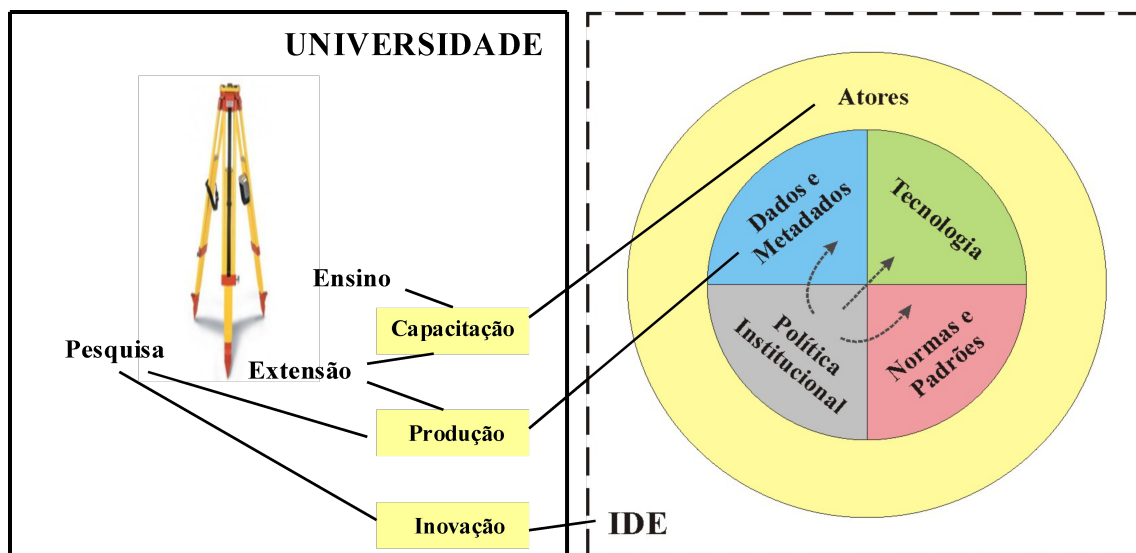 UNIVERSIDADE
Ensino
Capacitação
Pesquisa
Extensão
Produção
Inovação
Atores
Dados e
Metadados
Tecnologia
Política
Institucional
Normas e
Padrões
IDE